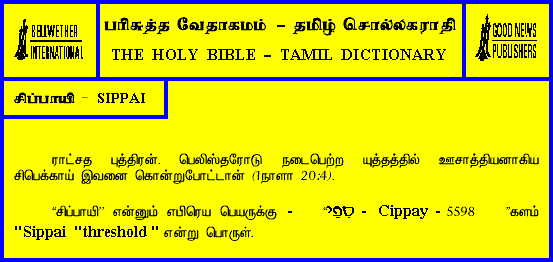 BELLWETHER
INTERNATIONAL
பரிசுத்த வேதாகமம் – தமிழ் சொல்லகராதி
THE HOLY BIBLE – TAMIL DICTIONARY
GOOD NEWS
PUBLISHERS
சிப்பாயி – SIPPAI
ராட்சத புத்திரன். பெலிஸ்தரோடு நடைபெற்ற யுத்தத்தில் ஊசாத்தியனாகிய
சிபெக்காய் இவனை கொன்றுபோட்டான் (1நாளா 20:4).
“சிப்பாயி” என்னும் எபிரெய பெயருக்கு - “סִפַּי - Cippay - 5598 ”களம்
"Sippai "threshold" என்று பொருள்.